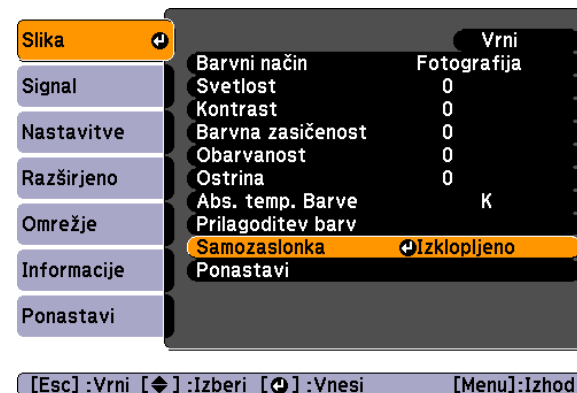 Slika
Signal
Nastavitve
Razširjeno
Omrežje
Informacije
Ponastavi
Vrni
Barvni način Fotografija
Svetlost 0
Kontrast 0
Barvna zasičenost 0
Obarvanost 0
Ostrina 0
Abs. temp. Barve K
Prilagoditev barv
Samozaslonka Izklopljeno
Ponastavi
[Esc] :Vrni [◆] :Izberi [↵] :Vnesi [Menu]:Izhod